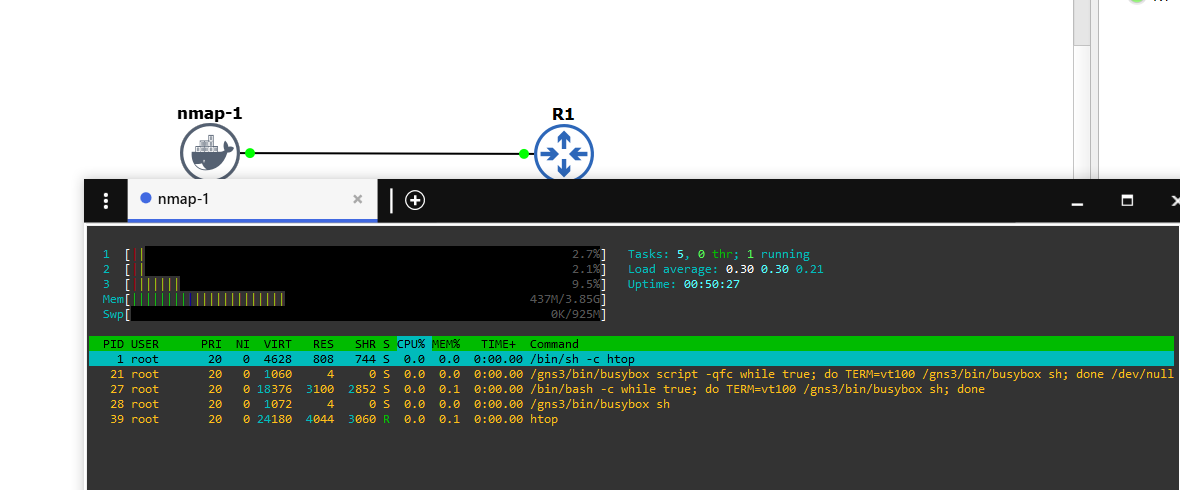 nmap-1 R1
nmap-1
1 [|| 2.7%] Tasks: 5, 0 thr; 1 running
2 [|| 2.1%] Load average: 0.30 0.30 0.21
3 [||||||| 9.5%] Uptime: 00:50:27
Mem[|||||||||||||||||||||| 437M/3.85G]
Swp[ 0K/925M]
PID USER PRI NI VIRT RES SHR S CPU% MEM% TIME+ Command
1 root 20 0 4628 808 744 S 0.0 0.0 0:00.00 /bin/sh -c htop
21 root 20 0 1060 4 0 S 0.0 0.0 0:00.00 /gns3/bin/busybox script -qfc while true; do TERM=vt100 /gns3/bin/busybox sh; done /dev/null
27 root 20 0 18376 3100 2852 S 0.0 0.1 0:00.00 /bin/bash -c while true; do TERM=vt100 /gns3/bin/busybox sh; done
28 root 20 0 1072 4 0 S 0.0 0.0 0:00.00 /gns3/bin/busybox sh
39 root 20 0 24180 4044 3060 R 0.0 0.1 0:00.00 htop